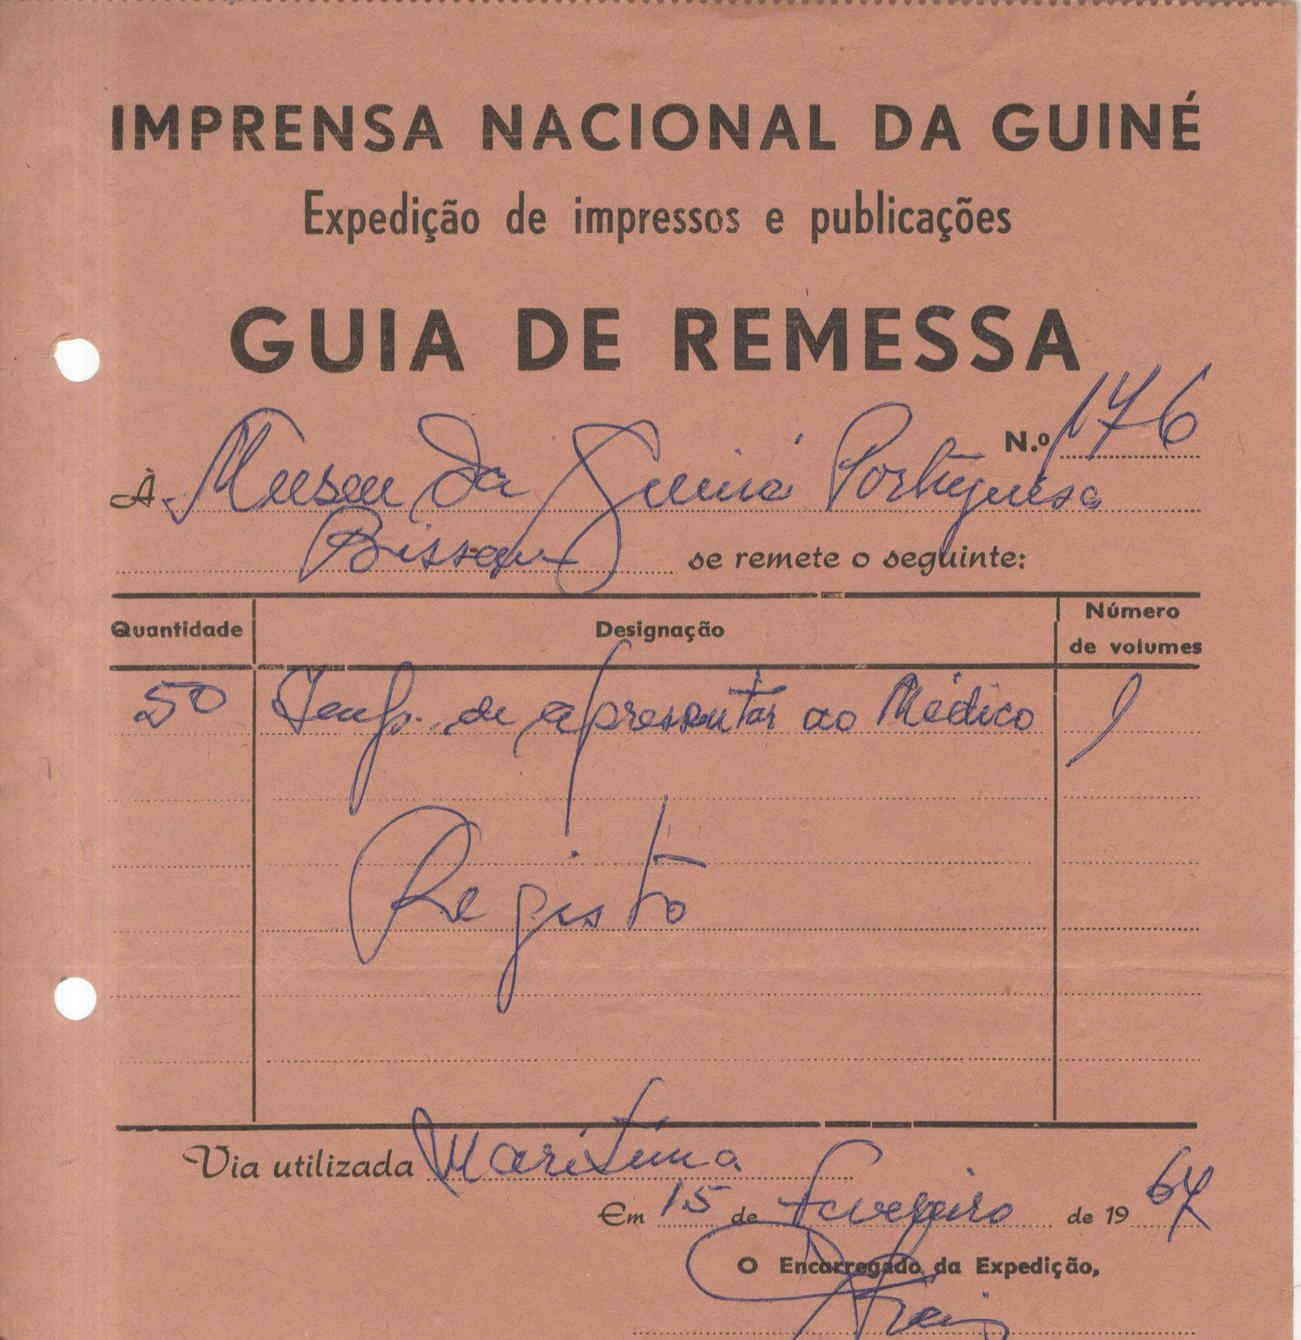 IMPRENSA NACIONAL DA GUINÉ
Expedição de impressos e publicações
GUIA DE REMESSA
N.º 176
À Museu da Guiné Portuguesa
Bissau se remete o seguinte:
Quantidade Designação Número de volumes
50 de apresentar ao Médico 1
Registo
Via utilizada Maritima
Em 15 de fevereiro de 1967
O Encarregado da Expedição,